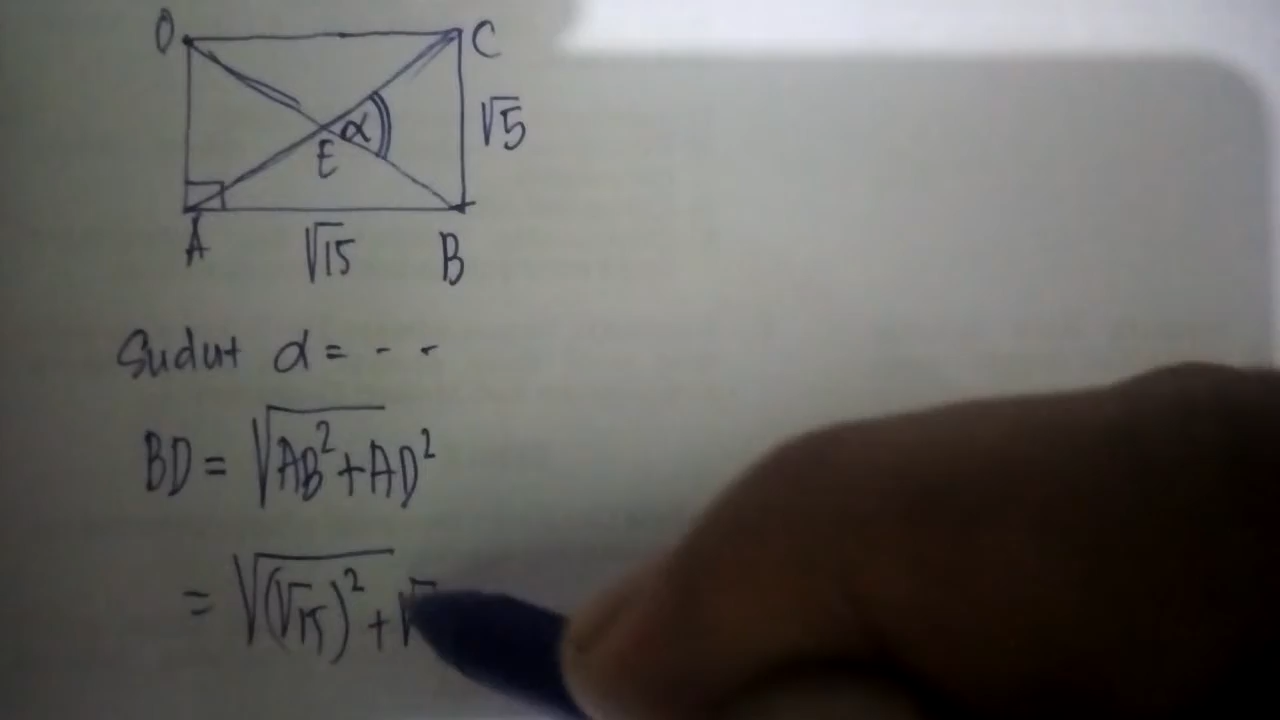 D C
α √5
E
A √15 B
Sudut α = - -
BD = √AB² + AD²
= √(√15)² + √